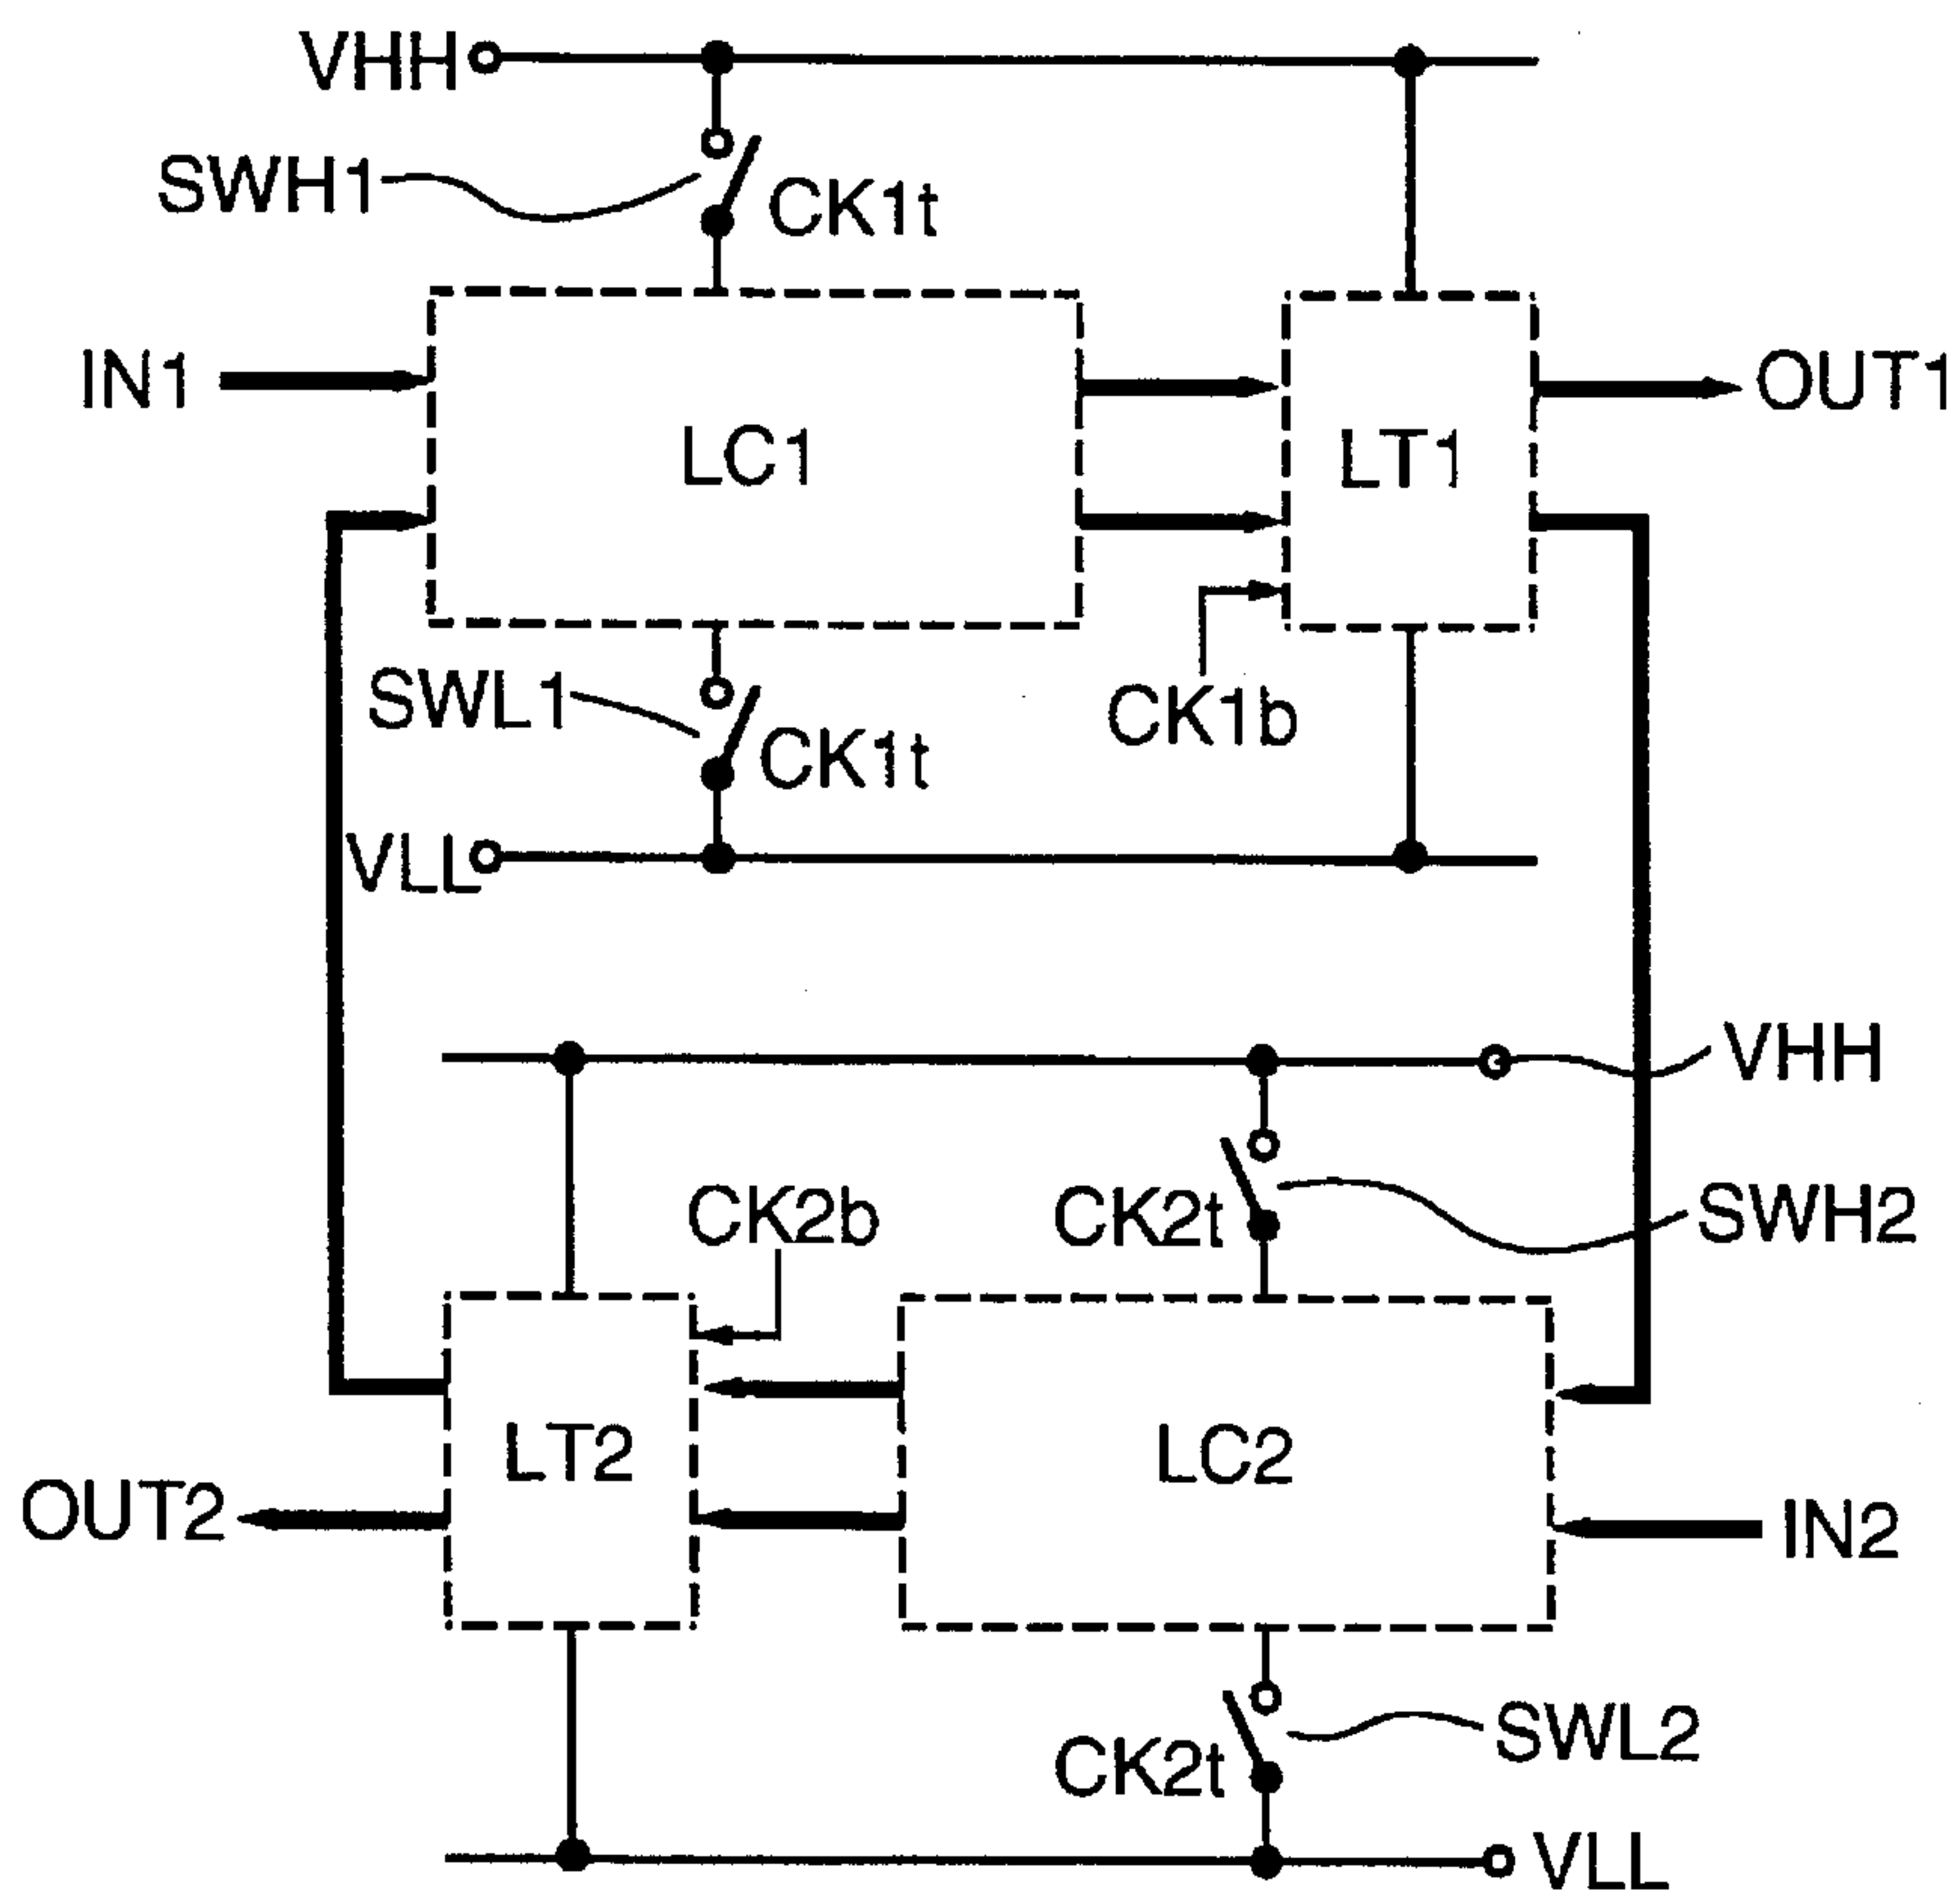 VHH
SWH1
CK1t
IN1
LC1
LT1
OUT1
SWL1
CK1t
CK1b
VLL
VHH
CK2b
CK2t
SWH2
LT2
LC2
OUT2
IN2
CK2t
SWL2
VLL